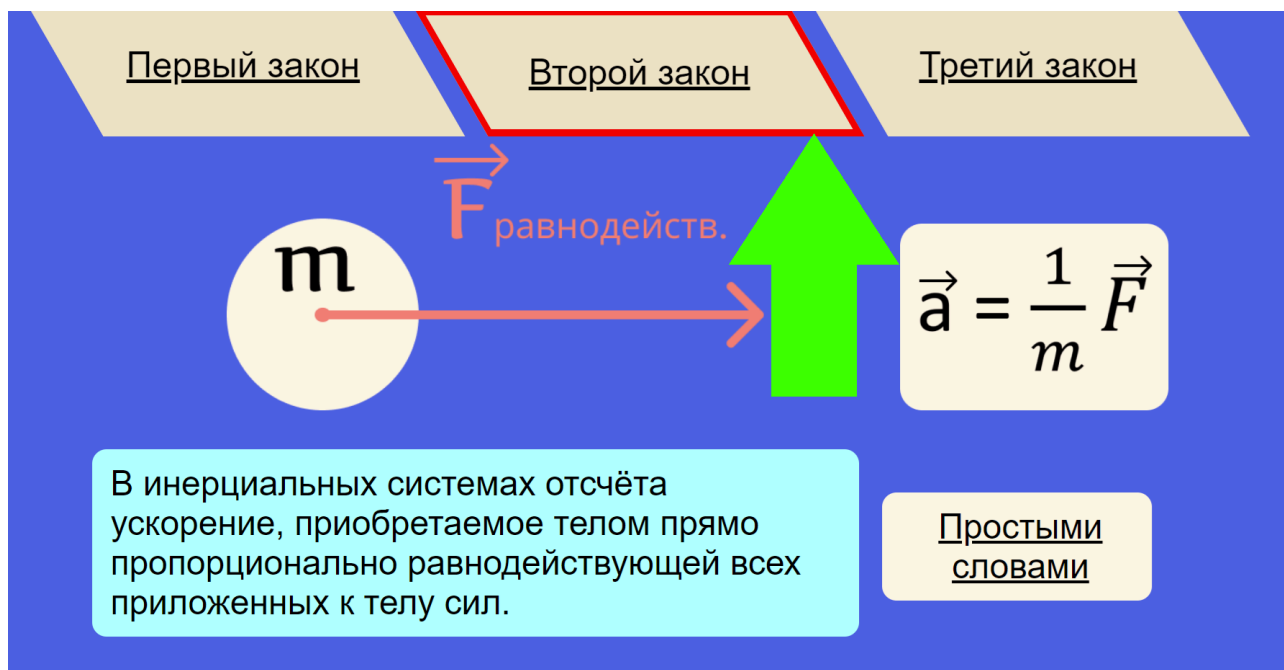 Первый закон
Второй закон
Третий закон
F равнодейств.
m
a = 1/m F
В инерциальных системах отсчёта
ускорение, приобретаемое телом прямо
пропорционально равнодействующей всех
приложенных к телу сил.
Простыми
словами